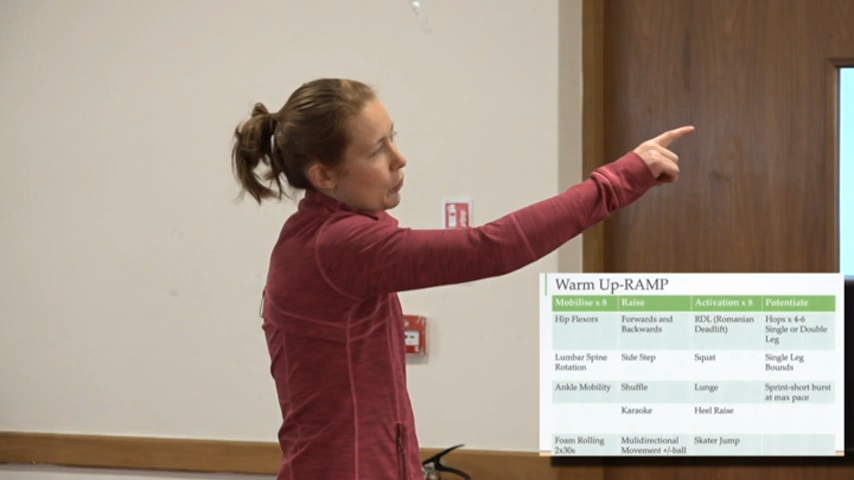 Warm Up-RAMP
Mobilise x 8 Raise Activation x 8 Potentiate
Hip Flexors Forwards and Backwards RDL (Romanian Deadlift) Hops x 4-6 Single or Double Leg
Lumbar Spine Rotation Side Step Squat Single Leg Bounds
Ankle Mobility Shuffle Lunge Sprint-short burst at max pace
Karaoke Heel Raise
Foam Rolling 2x30s Mulidirectional Movement +/-ball Skater Jump